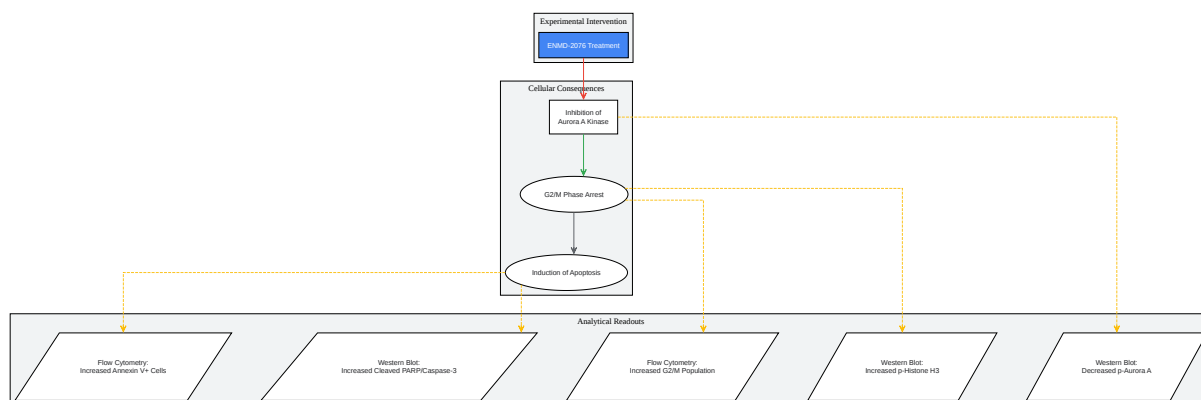 Experimental Intervention
ENMD-2076 Treatment
Cellular Consequences
Inhibition of
Aurora A Kinase
G2/M Phase Arrest
Induction of Apoptosis
Analytical Readouts
Flow Cytometry:
Increased Annexin V+ Cells
Western Blot:
Increased Cleaved PARP/Caspase-3
Flow Cytometry:
Increased G2/M Population
Western Blot:
Increased p-Histone H3
Western Blot:
Decreased p-Aurora A